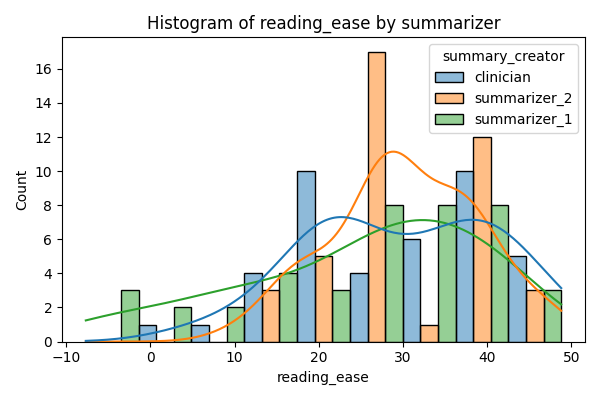 Histogram of reading_ease by summarizer
summary_creator
clinician
summarizer_2
summarizer_1
Count
16
14
12
10
8
6
4
2
0
−10 0 10 20 30 40 50
reading_ease